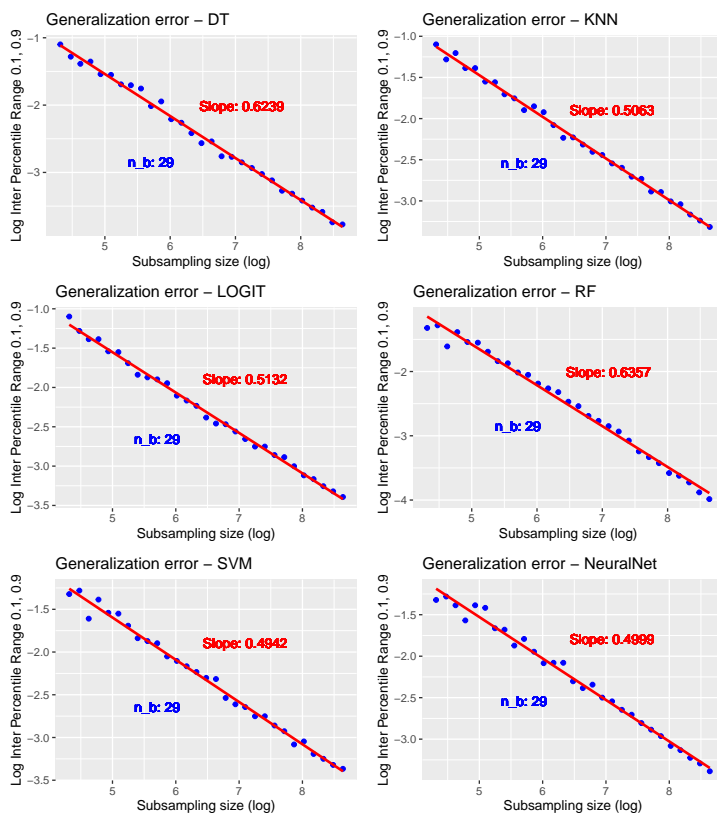 Generalization error – DT
Log Inter Percentile Range 0.1, 0.9
−1
−2
−3
Slope: 0.6239
n_b: 29
5
6
7
8
Subsampling size (log)
Generalization error – KNN
Log Inter Percentile Range 0.1, 0.9
−1.0
−1.5
−2.0
−2.5
−3.0
Slope: 0.5063
n_b: 29
5
6
7
8
Subsampling size (log)
Generalization error – LOGIT
Log Inter Percentile Range 0.1, 0.9
−1.0
−1.5
−2.0
−2.5
−3.0
−3.5
Slope: 0.5132
n_b: 29
5
6
7
8
Subsampling size (log)
Generalization error – RF
Log Inter Percentile Range 0.1, 0.9
−2
−3
−4
Slope: 0.6357
n_b: 29
5
6
7
8
Subsampling size (log)
Generalization error – SVM
Log Inter Percentile Range 0.1, 0.9
−1.5
−2.0
−2.5
−3.0
−3.5
Slope: 0.4942
n_b: 29
5
6
7
8
Subsampling size (log)
Generalization error – NeuralNet
Log Inter Percentile Range 0.1, 0.9
−1.5
−2.0
−2.5
−3.0
Slope: 0.4999
n_b: 29
5
6
7
8
Subsampling size (log)